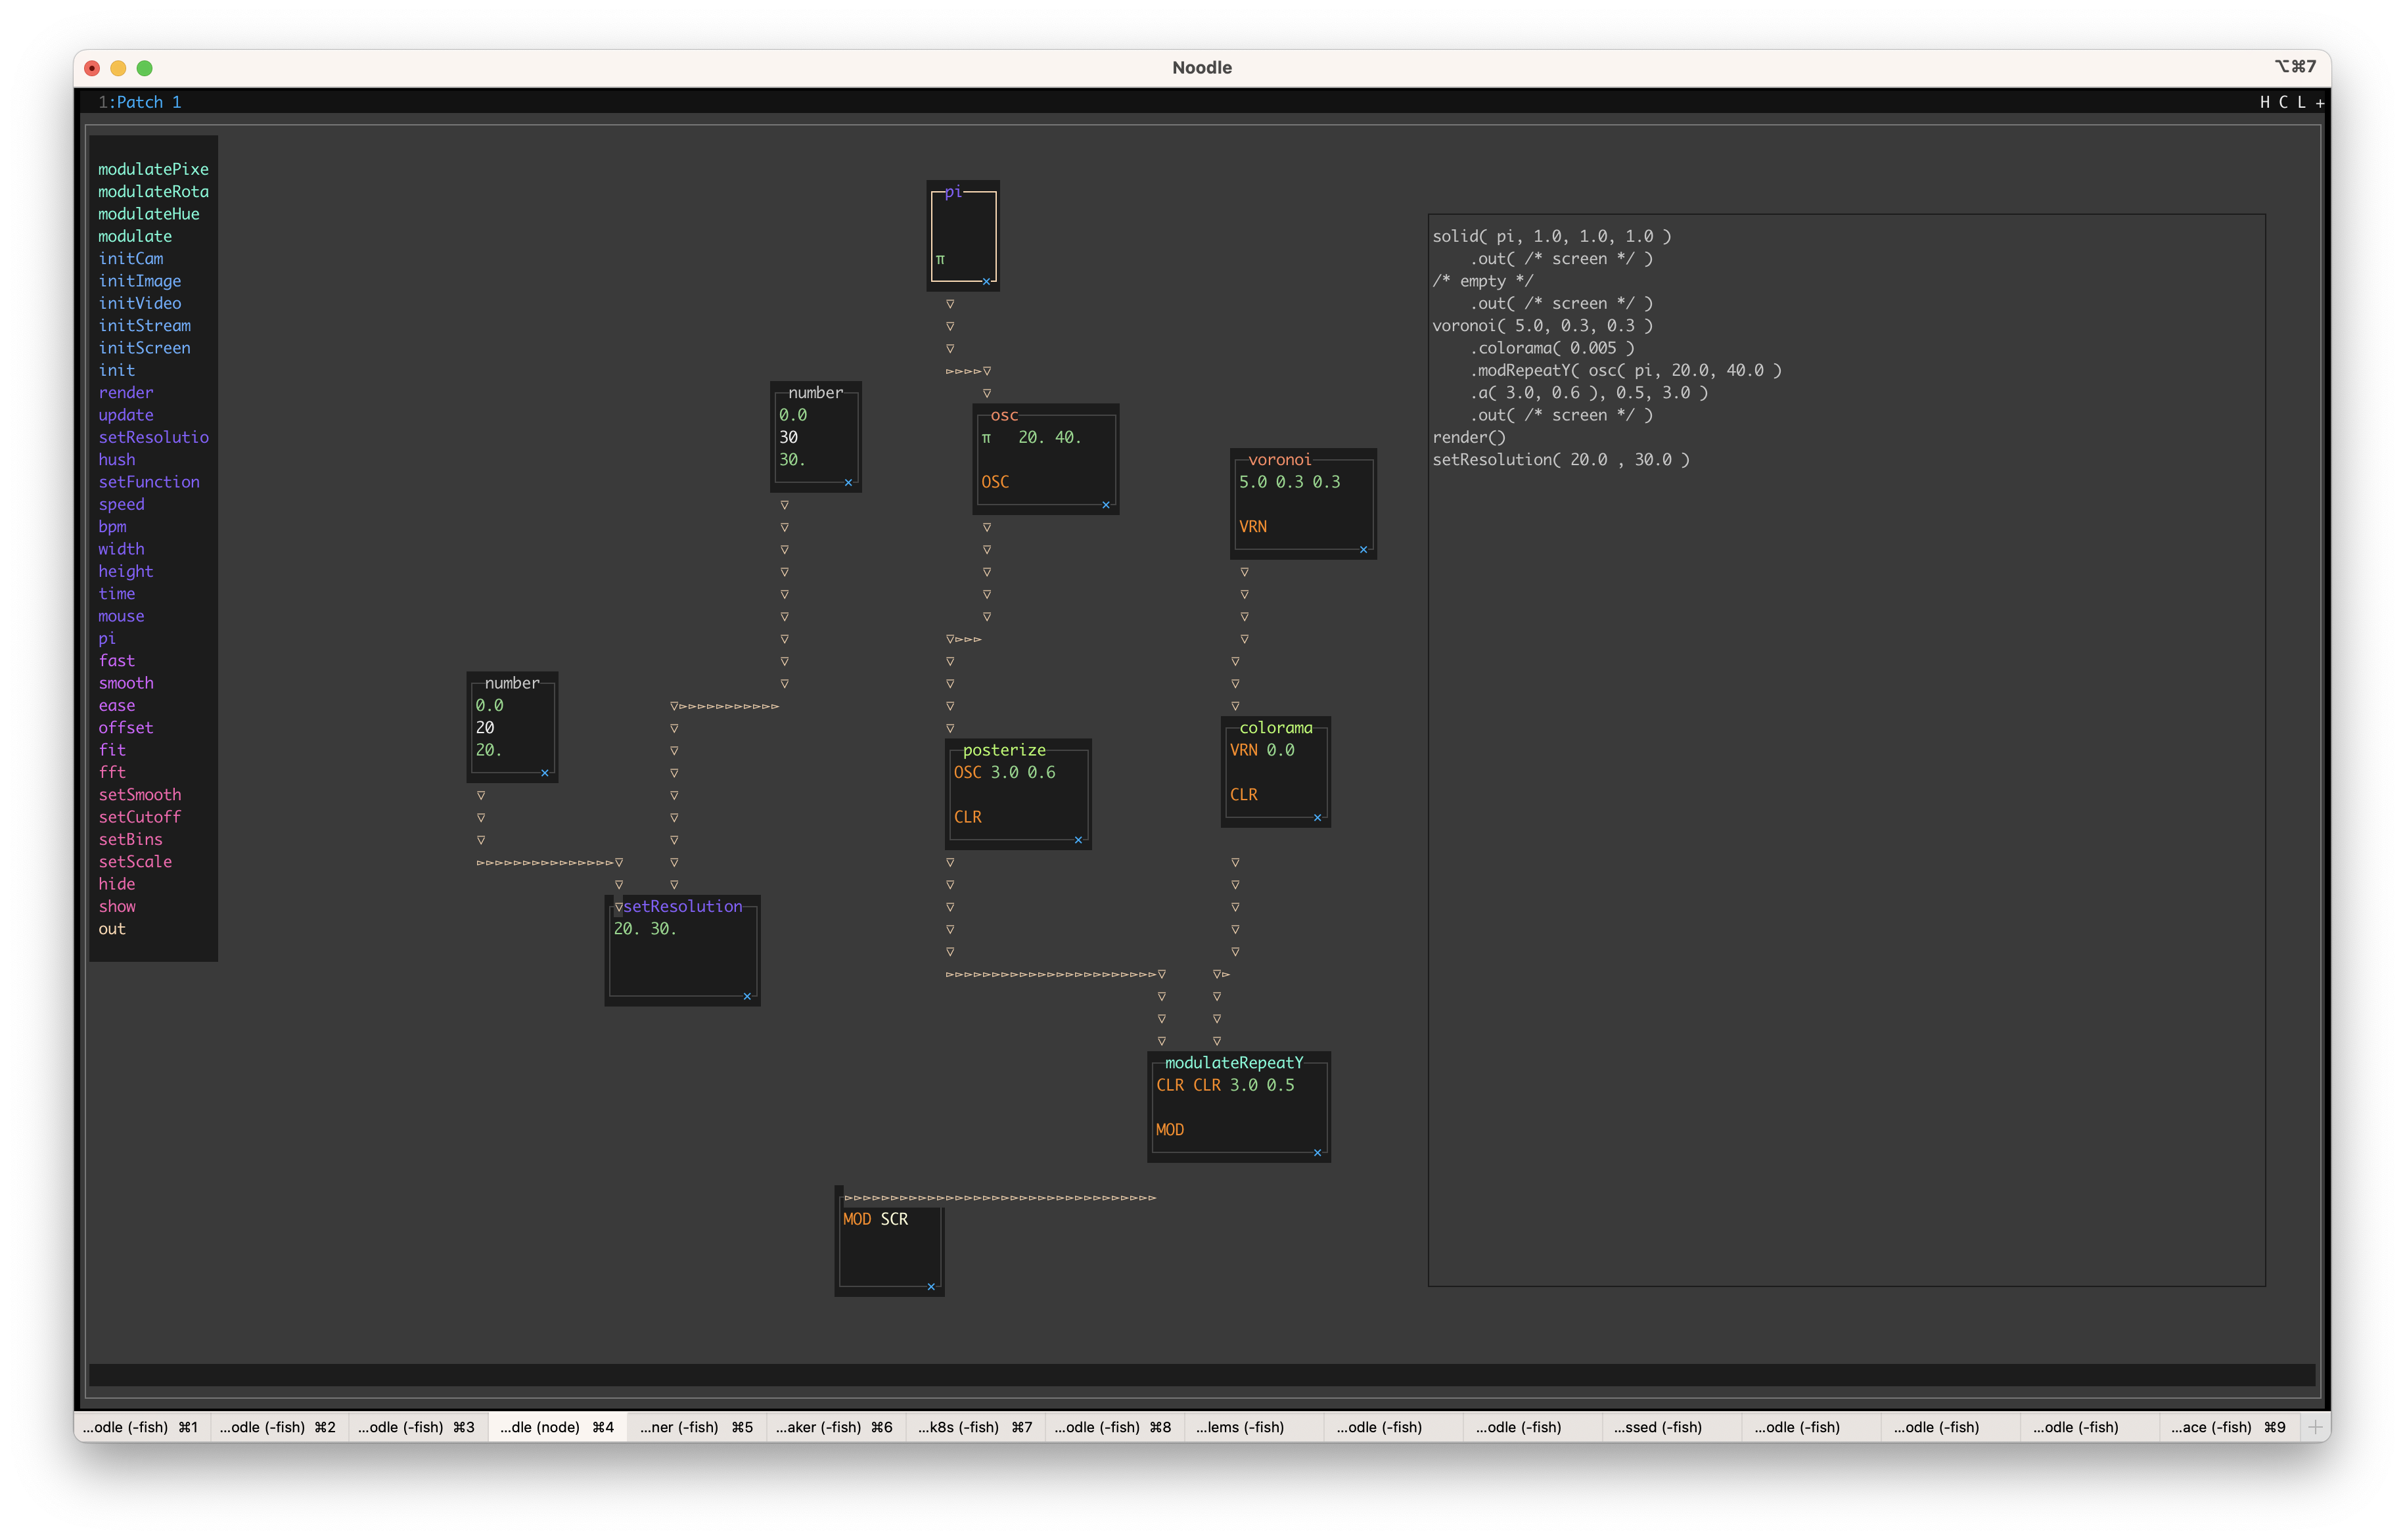 Noodle
⌥⌘7
1:Patch 1
H C L +
modulatePixe
modulateRota
modulateHue
modulate
initCam
initImage
initVideo
initStream
initScreen
init
render
update
setResolutio
hush
setFunction
speed
bpm
width
height
time
mouse
pi
fast
smooth
ease
offset
fit
fft
setSmooth
setCutoff
setBins
setScale
hide
show
out
pi
π
number
0.0
30
30.
osc
π 20. 40.
OSC
voronoi
5.0 0.3 0.3
VRN
number
0.0
20
20.
posterize
OSC 3.0 0.6
CLR
colorama
VRN 0.0
CLR
setResolution
20. 30.
modulateRepeatY
CLR CLR 3.0 0.5
MOD
MOD SCR
solid( pi, 1.0, 1.0, 1.0 )
.out( /* screen */ )
/* empty */
.out( /* screen */ )
voronoi( 5.0, 0.3, 0.3 )
.colorama( 0.005 )
.modRepeatY( osc( pi, 20.0, 40.0 )
.a( 3.0, 0.6 ), 0.5, 3.0 )
.out( /* screen */ )
render()
setResolution( 20.0 , 30.0 )
...odle (-fish) ⌘1
...odle (-fish) ⌘2
...odle (-fish) ⌘3
...dle (node) ⌘4
...ner (-fish) ⌘5
...aker (-fish) ⌘6
...k8s (-fish) ⌘7
...odle (-fish) ⌘8
...lems (-fish)
...odle (-fish)
...odle (-fish)
...ssed (-fish)
...odle (-fish)
...odle (-fish)
...odle (-fish)
...ace (-fish) ⌘9